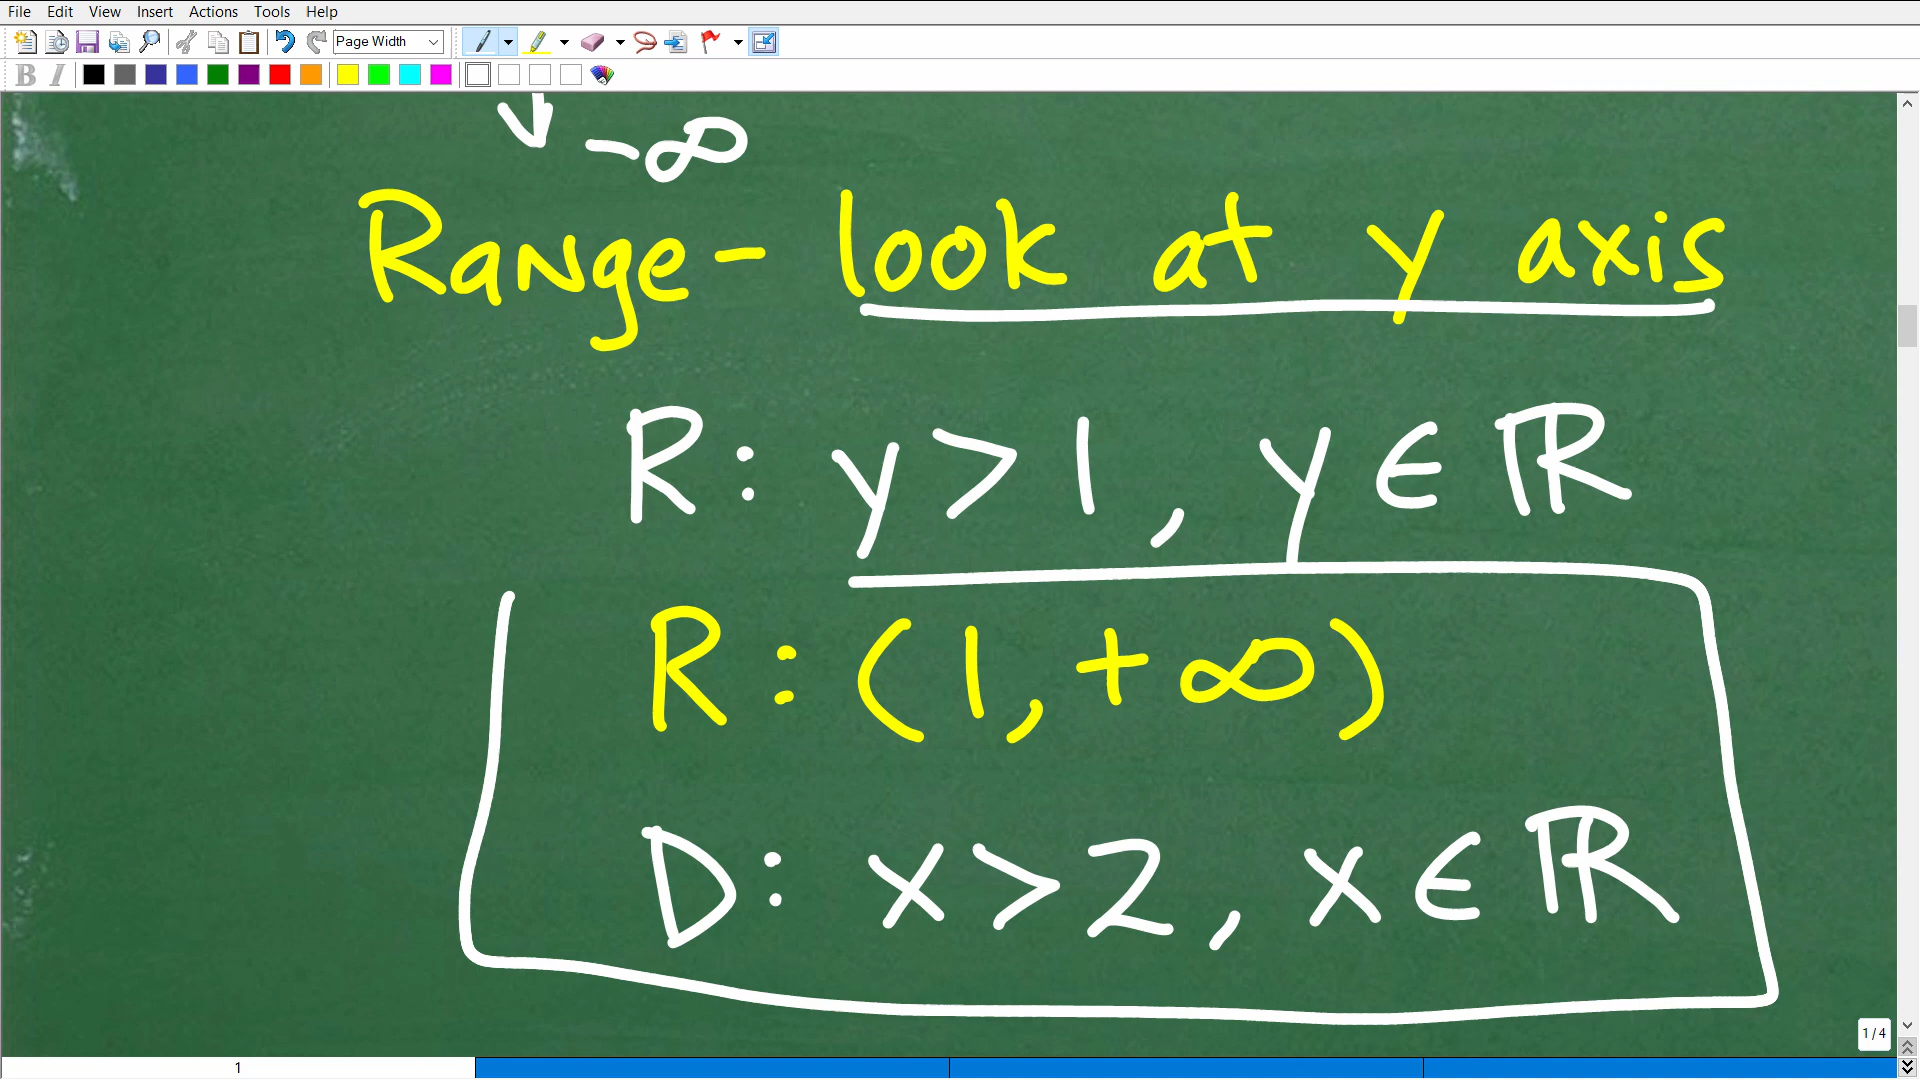 File Edit View Insert Actions Tools Help
Page Width
B I
-∞
Range - look at y axis
R: y > 1, y ∈ ℝ
R: (1, +∞)
D: x > 2, x ∈ ℝ
1 / 4
1